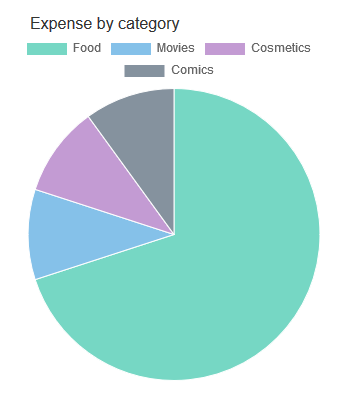 Expense by category
Food Movies Cosmetics
Comics